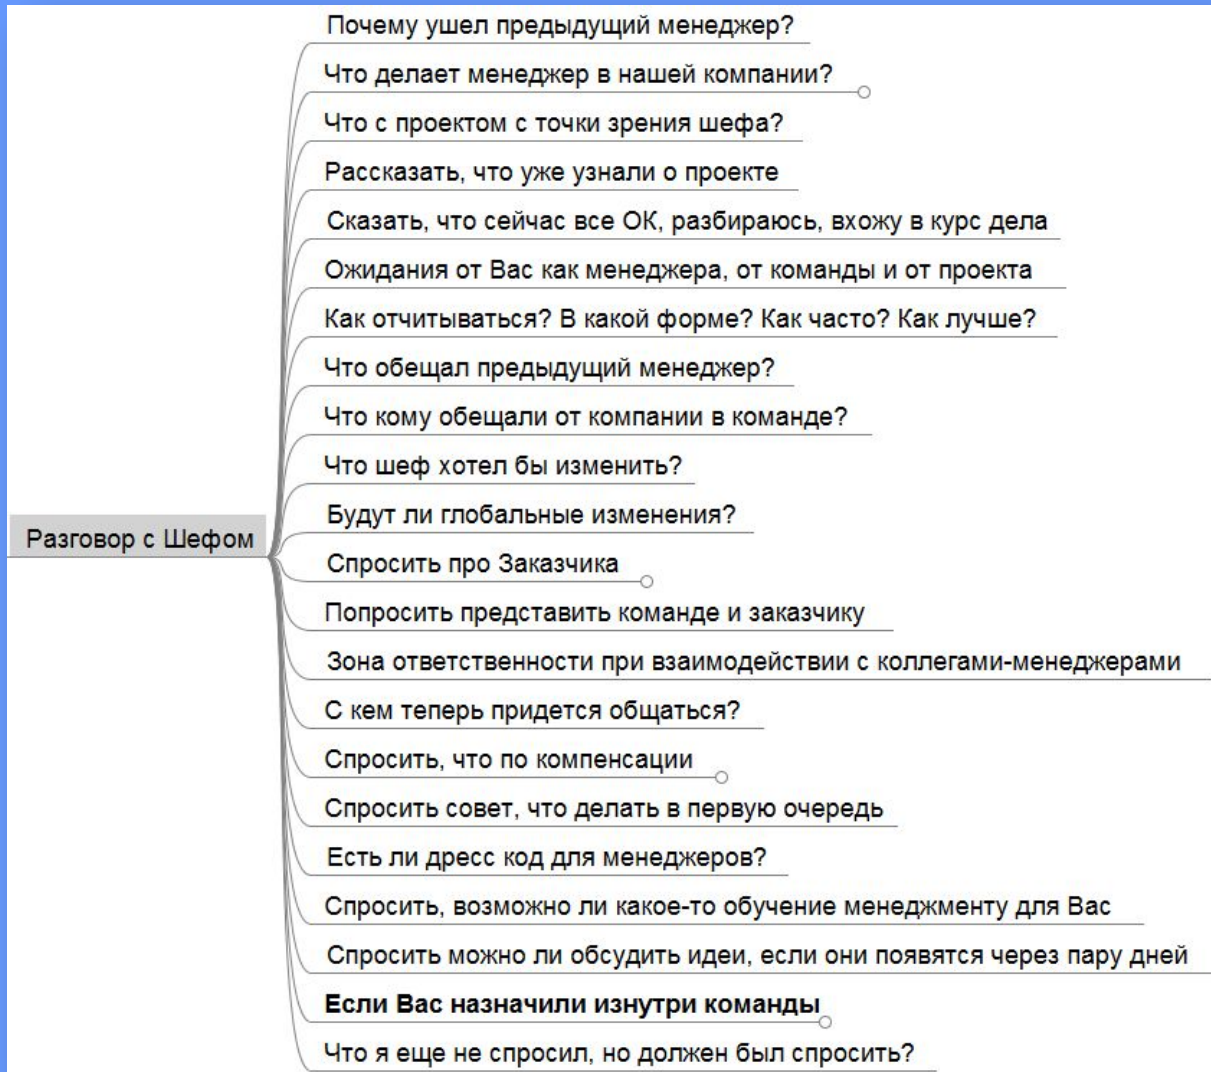 Почему ушел предыдущий менеджер?
Что делает менеджер в нашей компании?
Что с проектом с точки зрения шефа?
Рассказать, что уже узнали о проекте
Сказать, что сейчас все ОК, разбираюсь, вхожу в курс дела
Ожидания от Вас как менеджера, от команды и от проекта
Как отчитываться? В какой форме? Как часто? Как лучше?
Что обещал предыдущий менеджер?
Что кому обещали от компании в команде?
Что шеф хотел бы изменить?
Будут ли глобальные изменения?
Разговор с Шефом
Спросить про Заказчика
Попросить представить команде и заказчику
Зона ответственности при взаимодействии с коллегами-менеджерами
С кем теперь придется общаться?
Спросить, что по компенсации
Спросить совет, что делать в первую очередь
Есть ли дресс код для менеджеров?
Спросить, возможно ли какое-то обучение менеджменту для Вас
Спросить можно ли обсудить идеи, если они появятся через пару дней
Если Вас назначили изнутри команды
Что я еще не спросил, но должен был спросить?